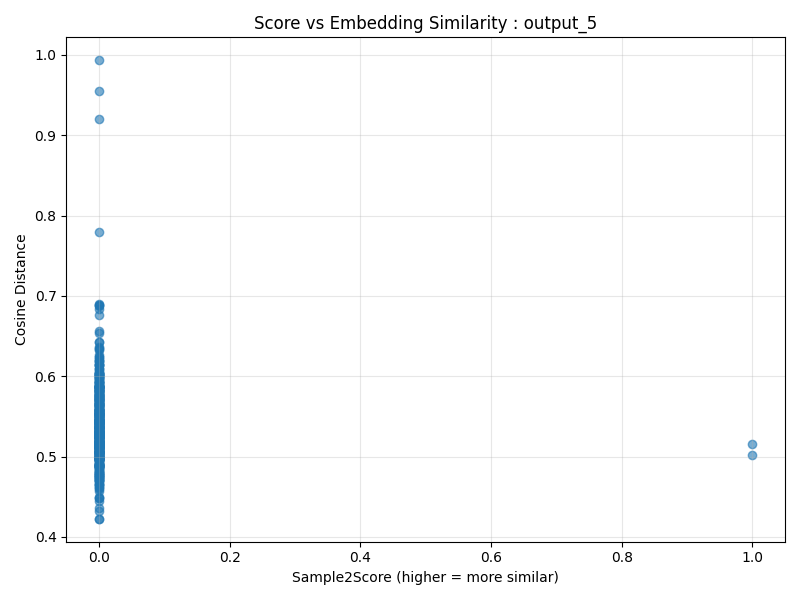 Score vs Embedding Similarity : output_5
1.0
0.9
0.8
0.7
0.6
0.5
0.4
Cosine Distance
0.0 0.2 0.4 0.6 0.8 1.0
Sample2Score (higher = more similar)